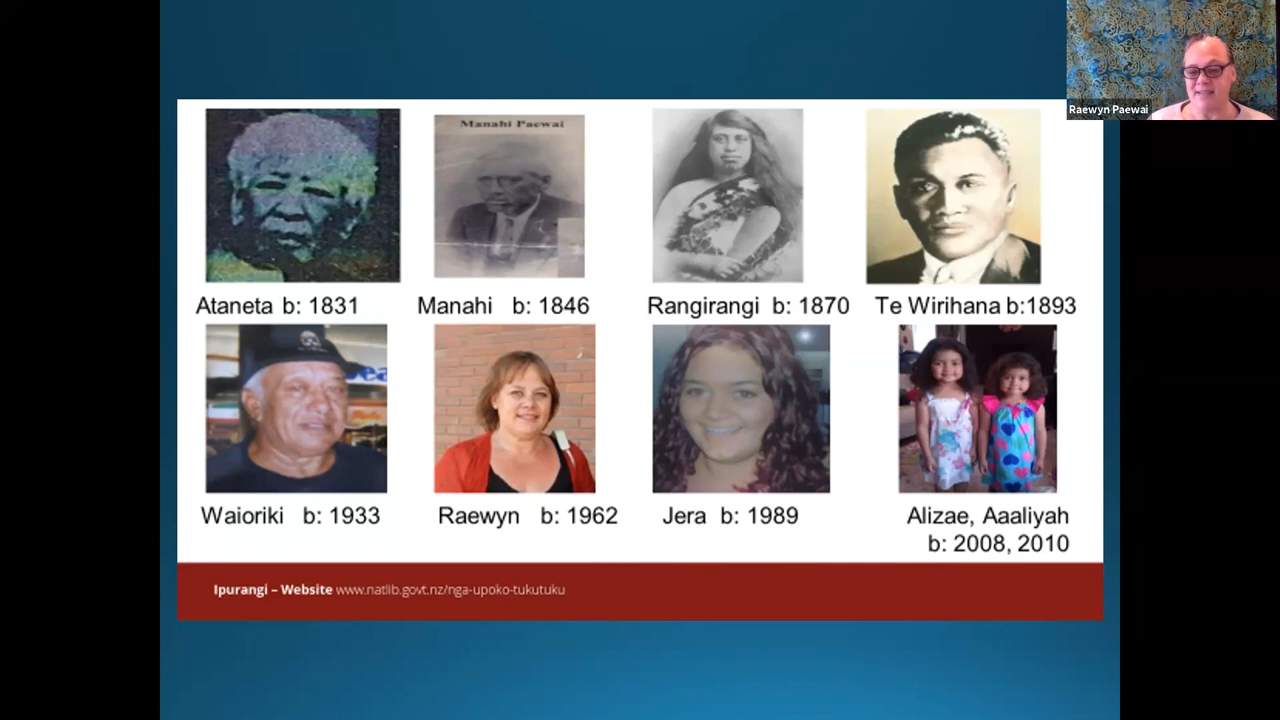 Raewyn Paewai
Manahi Paewai
Ataneta b: 1831
Manahi b: 1846
Rangirangi b: 1870
Te Wirihana b:1893
Waioriki b: 1933
Raewyn b: 1962
Jera b: 1989
Alizae, Aaaliyah
b: 2008, 2010
Ipurangi – Website www.natlib.govt.nz/nga-upoko-tukutuku